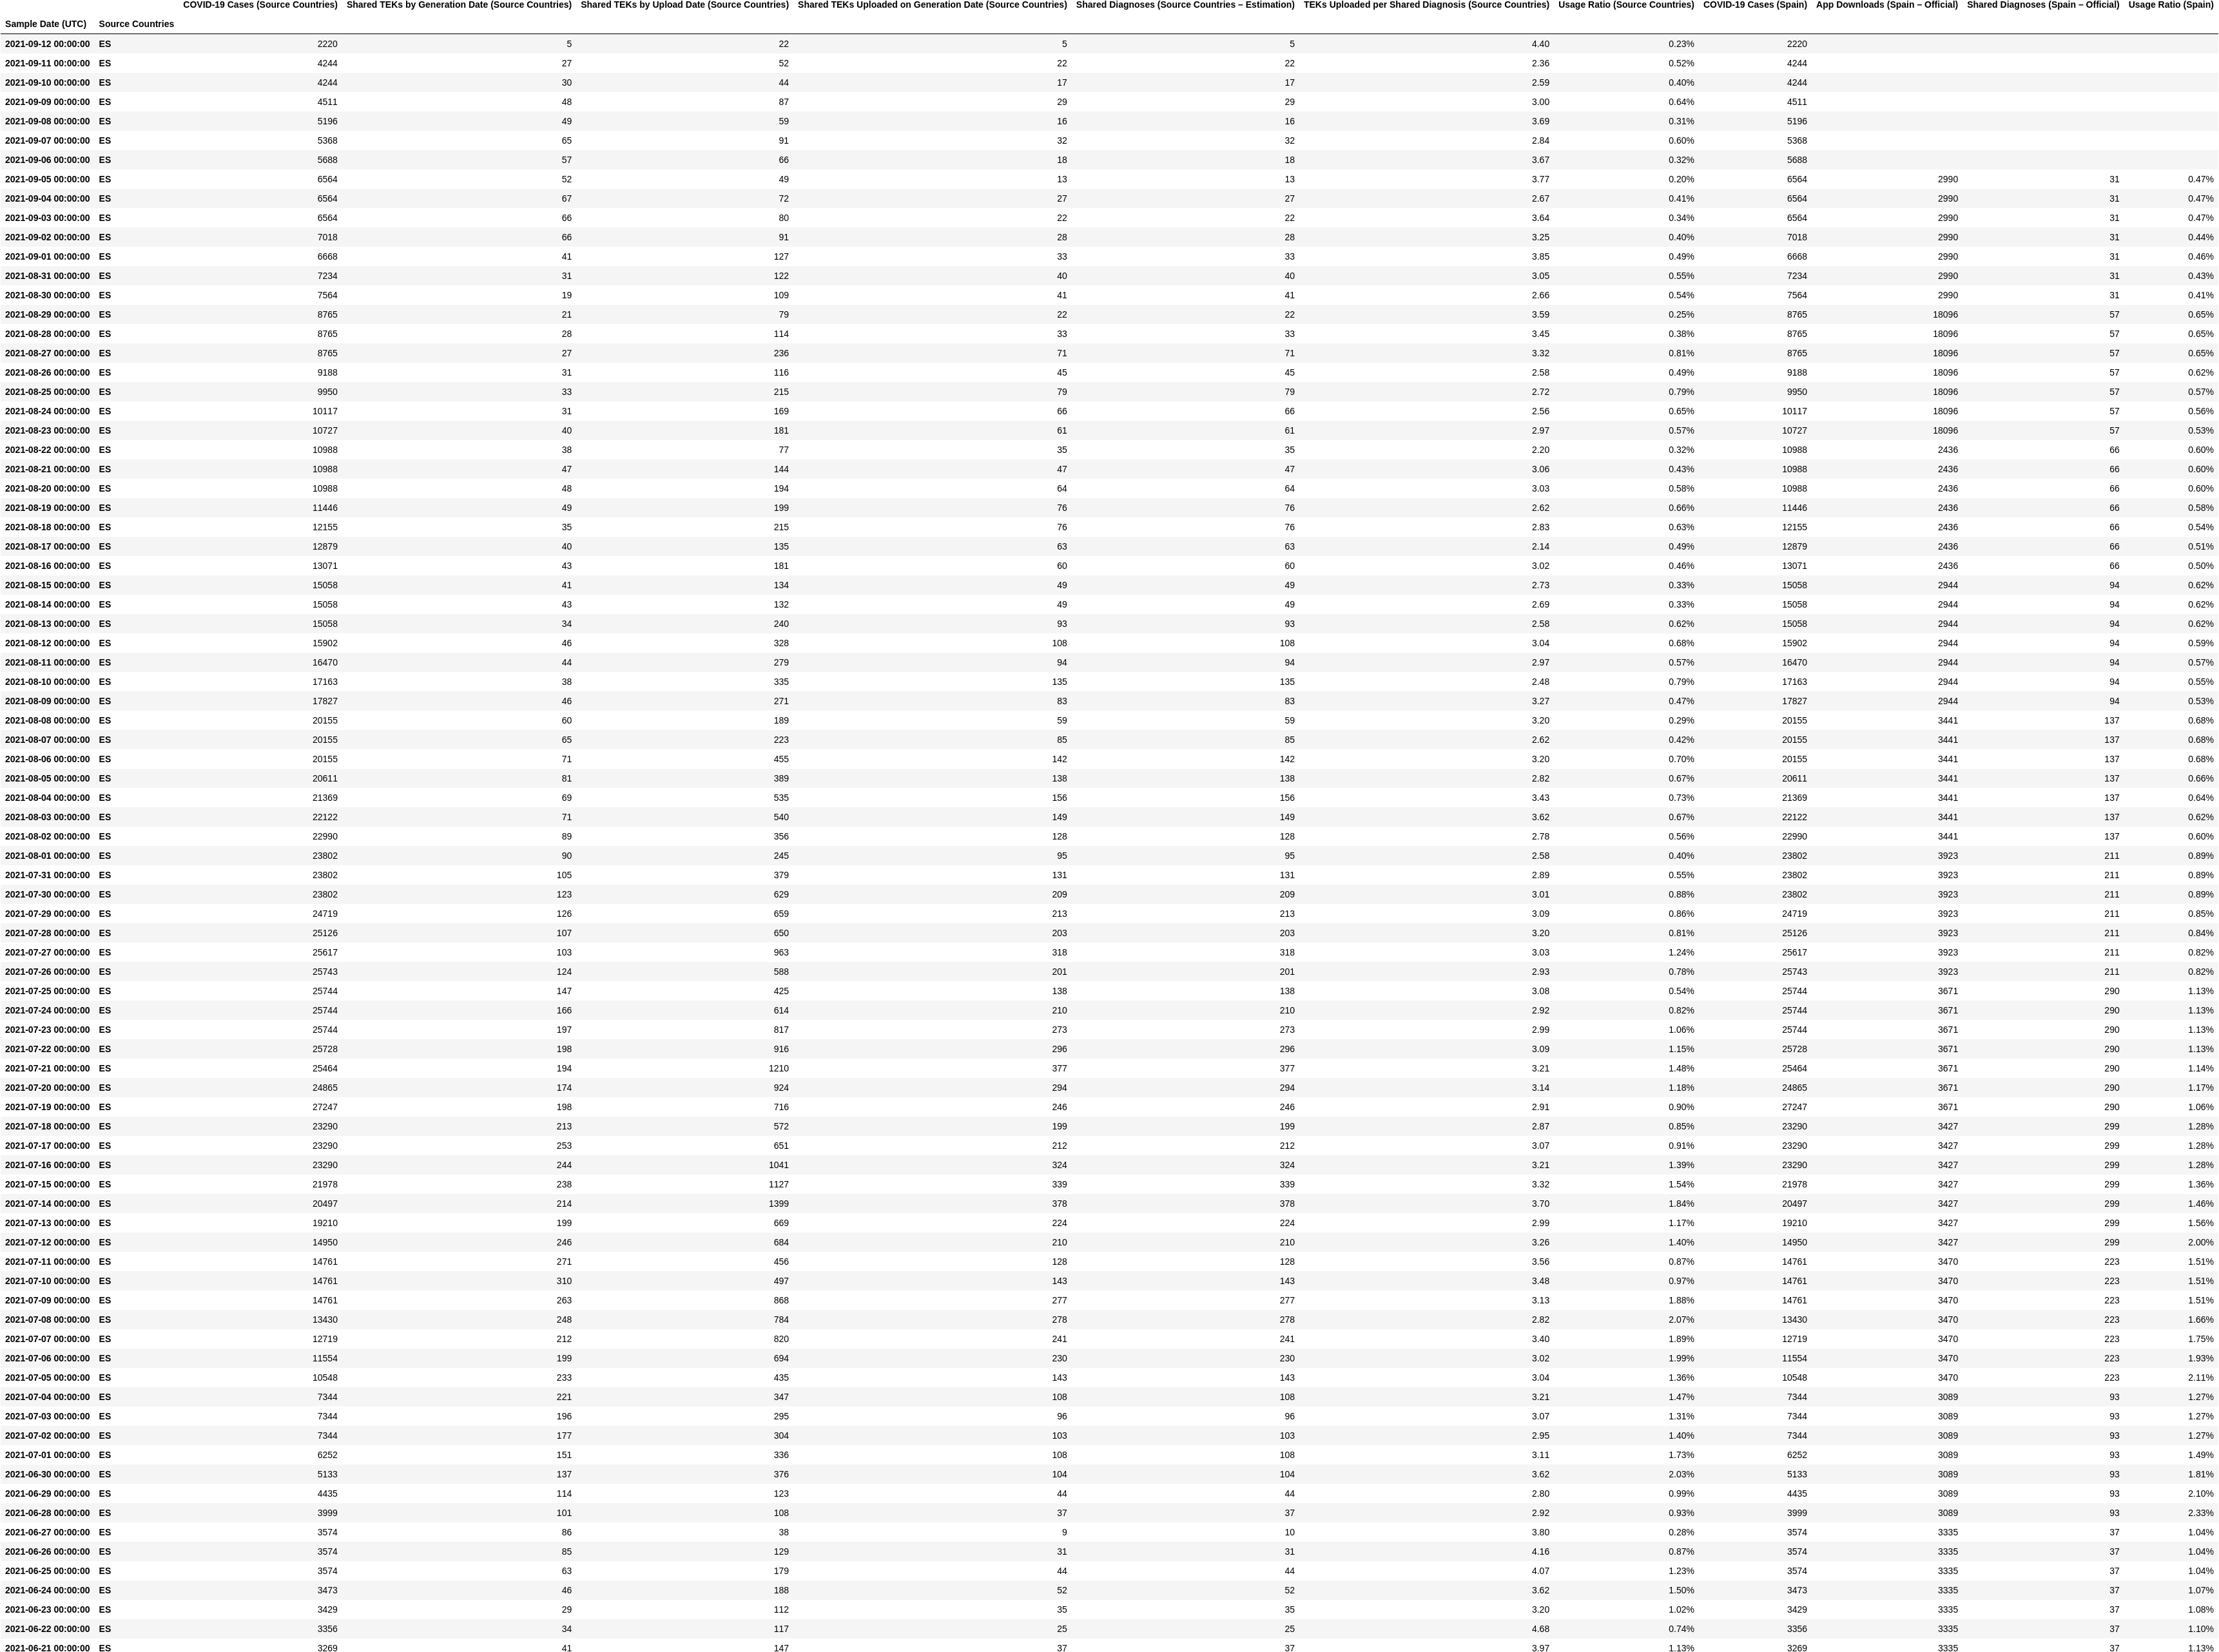 COVID-19 Cases (Source Countries) Shared TEKs by Generation Date (Source Countries) Shared TEKs by Upload Date (Source Countries) Shared TEKs Uploaded on Generation Date (Source Countries) Shared Diagnoses (Source Countries – Estimation) TEKs Uploaded per Shared Diagnosis (Source Countries) Usage Ratio (Source Countries) COVID-19 Cases (Spain) App Downloads (Spain – Official) Shared Diagnoses (Spain – Official) Usage Ratio (Spain)
Sample Date (UTC) Source Countries
2021-09-12 00:00:00 ES 2220 5 22 5 5 4.40 0.23% 2220
2021-09-11 00:00:00 ES 4244 27 52 22 22 2.36 0.52% 4244
2021-09-10 00:00:00 ES 4244 30 44 17 17 2.59 0.40% 4244
2021-09-09 00:00:00 ES 4511 48 87 29 29 3.00 0.64% 4511
2021-09-08 00:00:00 ES 5196 49 59 16 16 3.69 0.31% 5196
2021-09-07 00:00:00 ES 5368 65 91 32 32 2.84 0.60% 5368
2021-09-06 00:00:00 ES 5688 57 66 18 18 3.67 0.32% 5688
2021-09-05 00:00:00 ES 6564 52 49 13 13 3.77 0.20% 6564 2990 31 0.47%
2021-09-04 00:00:00 ES 6564 67 72 27 27 2.67 0.41% 6564 2990 31 0.47%
2021-09-03 00:00:00 ES 6564 66 80 22 22 3.64 0.34% 6564 2990 31 0.47%
2021-09-02 00:00:00 ES 7018 66 91 28 28 3.25 0.40% 7018 2990 31 0.44%
2021-09-01 00:00:00 ES 6668 41 127 33 33 3.85 0.49% 6668 2990 31 0.46%
2021-08-31 00:00:00 ES 7234 31 122 40 40 3.05 0.55% 7234 2990 31 0.43%
2021-08-30 00:00:00 ES 7564 19 109 41 41 2.66 0.54% 7564 2990 31 0.41%
2021-08-29 00:00:00 ES 8765 21 79 22 22 3.59 0.25% 8765 18096 57 0.65%
2021-08-28 00:00:00 ES 8765 28 114 33 33 3.45 0.38% 8765 18096 57 0.65%
2021-08-27 00:00:00 ES 8765 27 236 71 71 3.32 0.81% 8765 18096 57 0.65%
2021-08-26 00:00:00 ES 9188 31 116 45 45 2.58 0.49% 9188 18096 57 0.62%
2021-08-25 00:00:00 ES 9950 33 215 79 79 2.72 0.79% 9950 18096 57 0.57%
2021-08-24 00:00:00 ES 10117 31 169 66 66 2.56 0.65% 10117 18096 57 0.56%
2021-08-23 00:00:00 ES 10727 40 181 61 61 2.97 0.57% 10727 18096 57 0.53%
2021-08-22 00:00:00 ES 10988 38 77 35 35 2.20 0.32% 10988 2436 66 0.60%
2021-08-21 00:00:00 ES 10988 47 144 47 47 3.06 0.43% 10988 2436 66 0.60%
2021-08-20 00:00:00 ES 10988 48 194 64 64 3.03 0.58% 10988 2436 66 0.60%
2021-08-19 00:00:00 ES 11446 49 199 76 76 2.62 0.66% 11446 2436 66 0.58%
2021-08-18 00:00:00 ES 12155 35 215 76 76 2.83 0.63% 12155 2436 66 0.54%
2021-08-17 00:00:00 ES 12879 40 135 63 63 2.14 0.49% 12879 2436 66 0.51%
2021-08-16 00:00:00 ES 13071 43 181 60 60 3.02 0.46% 13071 2436 66 0.50%
2021-08-15 00:00:00 ES 15058 41 134 49 49 2.73 0.33% 15058 2944 94 0.62%
2021-08-14 00:00:00 ES 15058 43 132 49 49 2.69 0.33% 15058 2944 94 0.62%
2021-08-13 00:00:00 ES 15058 34 240 93 93 2.58 0.62% 15058 2944 94 0.62%
2021-08-12 00:00:00 ES 15902 46 328 108 108 3.04 0.68% 15902 2944 94 0.59%
2021-08-11 00:00:00 ES 16470 44 279 94 94 2.97 0.57% 16470 2944 94 0.57%
2021-08-10 00:00:00 ES 17163 38 335 135 135 2.48 0.79% 17163 2944 94 0.55%
2021-08-09 00:00:00 ES 17827 46 271 83 83 3.27 0.47% 17827 2944 94 0.53%
2021-08-08 00:00:00 ES 20155 60 189 59 59 3.20 0.29% 20155 3441 137 0.68%
2021-08-07 00:00:00 ES 20155 65 223 85 85 2.62 0.42% 20155 3441 137 0.68%
2021-08-06 00:00:00 ES 20155 71 455 142 142 3.20 0.70% 20155 3441 137 0.68%
2021-08-05 00:00:00 ES 20611 81 389 138 138 2.82 0.67% 20611 3441 137 0.66%
2021-08-04 00:00:00 ES 21369 69 535 156 156 3.43 0.73% 21369 3441 137 0.64%
2021-08-03 00:00:00 ES 22122 71 540 149 149 3.62 0.67% 22122 3441 137 0.62%
2021-08-02 00:00:00 ES 22990 89 356 128 128 2.78 0.56% 22990 3441 137 0.60%
2021-08-01 00:00:00 ES 23802 90 245 95 95 2.58 0.40% 23802 3923 211 0.89%
2021-07-31 00:00:00 ES 23802 105 379 131 131 2.89 0.55% 23802 3923 211 0.89%
2021-07-30 00:00:00 ES 23802 123 629 209 209 3.01 0.88% 23802 3923 211 0.89%
2021-07-29 00:00:00 ES 24719 126 659 213 213 3.09 0.86% 24719 3923 211 0.85%
2021-07-28 00:00:00 ES 25126 107 650 203 203 3.20 0.81% 25126 3923 211 0.84%
2021-07-27 00:00:00 ES 25617 103 963 318 318 3.03 1.24% 25617 3923 211 0.82%
2021-07-26 00:00:00 ES 25743 124 588 201 201 2.93 0.78% 25743 3923 211 0.82%
2021-07-25 00:00:00 ES 25744 147 425 138 138 3.08 0.54% 25744 3671 290 1.13%
2021-07-24 00:00:00 ES 25744 166 614 210 210 2.92 0.82% 25744 3671 290 1.13%
2021-07-23 00:00:00 ES 25744 197 817 273 273 2.99 1.06% 25744 3671 290 1.13%
2021-07-22 00:00:00 ES 25728 198 916 296 296 3.09 1.15% 25728 3671 290 1.13%
2021-07-21 00:00:00 ES 25464 194 1210 377 377 3.21 1.48% 25464 3671 290 1.14%
2021-07-20 00:00:00 ES 24865 174 924 294 294 3.14 1.18% 24865 3671 290 1.17%
2021-07-19 00:00:00 ES 27247 198 716 246 246 2.91 0.90% 27247 3671 290 1.06%
2021-07-18 00:00:00 ES 23290 213 572 199 199 2.87 0.85% 23290 3427 299 1.28%
2021-07-17 00:00:00 ES 23290 253 651 212 212 3.07 0.91% 23290 3427 299 1.28%
2021-07-16 00:00:00 ES 23290 244 1041 324 324 3.21 1.39% 23290 3427 299 1.28%
2021-07-15 00:00:00 ES 21978 238 1127 339 339 3.32 1.54% 21978 3427 299 1.36%
2021-07-14 00:00:00 ES 20497 214 1399 378 378 3.70 1.84% 20497 3427 299 1.46%
2021-07-13 00:00:00 ES 19210 199 669 224 224 2.99 1.17% 19210 3427 299 1.56%
2021-07-12 00:00:00 ES 14950 246 684 210 210 3.26 1.40% 14950 3427 299 2.00%
2021-07-11 00:00:00 ES 14761 271 456 128 128 3.56 0.87% 14761 3470 223 1.51%
2021-07-10 00:00:00 ES 14761 310 497 143 143 3.48 0.97% 14761 3470 223 1.51%
2021-07-09 00:00:00 ES 14761 263 868 277 277 3.13 1.88% 14761 3470 223 1.51%
2021-07-08 00:00:00 ES 13430 248 784 278 278 2.82 2.07% 13430 3470 223 1.66%
2021-07-07 00:00:00 ES 12719 212 820 241 241 3.40 1.89% 12719 3470 223 1.75%
2021-07-06 00:00:00 ES 11554 199 694 230 230 3.02 1.99% 11554 3470 223 1.93%
2021-07-05 00:00:00 ES 10548 233 435 143 143 3.04 1.36% 10548 3470 223 2.11%
2021-07-04 00:00:00 ES 7344 221 347 108 108 3.21 1.47% 7344 3089 93 1.27%
2021-07-03 00:00:00 ES 7344 196 295 96 96 3.07 1.31% 7344 3089 93 1.27%
2021-07-02 00:00:00 ES 7344 177 304 103 103 2.95 1.40% 7344 3089 93 1.27%
2021-07-01 00:00:00 ES 6252 151 336 108 108 3.11 1.73% 6252 3089 93 1.49%
2021-06-30 00:00:00 ES 5133 137 376 104 104 3.62 2.03% 5133 3089 93 1.81%
2021-06-29 00:00:00 ES 4435 114 123 44 44 2.80 0.99% 4435 3089 93 2.10%
2021-06-28 00:00:00 ES 3999 101 108 37 37 2.92 0.93% 3999 3089 93 2.33%
2021-06-27 00:00:00 ES 3574 86 38 9 10 3.80 0.28% 3574 3335 37 1.04%
2021-06-26 00:00:00 ES 3574 85 129 31 31 4.16 0.87% 3574 3335 37 1.04%
2021-06-25 00:00:00 ES 3574 63 179 44 44 4.07 1.23% 3574 3335 37 1.04%
2021-06-24 00:00:00 ES 3473 46 188 52 52 3.62 1.50% 3473 3335 37 1.07%
2021-06-23 00:00:00 ES 3429 29 112 35 35 3.20 1.02% 3429 3335 37 1.08%
2021-06-22 00:00:00 ES 3356 34 117 25 25 4.68 0.74% 3356 3335 37 1.10%
2021-06-21 00:00:00 ES 3269 41 147 37 37 3.97 1.13% 3269 3335 37 1.13%